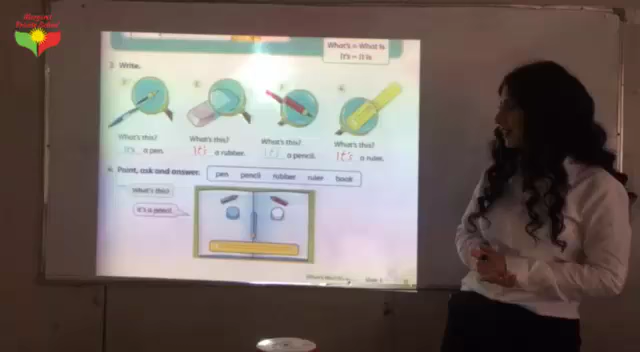 What's = What is
It's = It is
3 Write.
What's this?
It's a pen.
What's this?
It's a rubber.
What's this?
It's a pencil.
What's this?
It's a ruler.
4 Point, ask and answer.
pen pencil rubber ruler book
What's this?
It's a pencil.